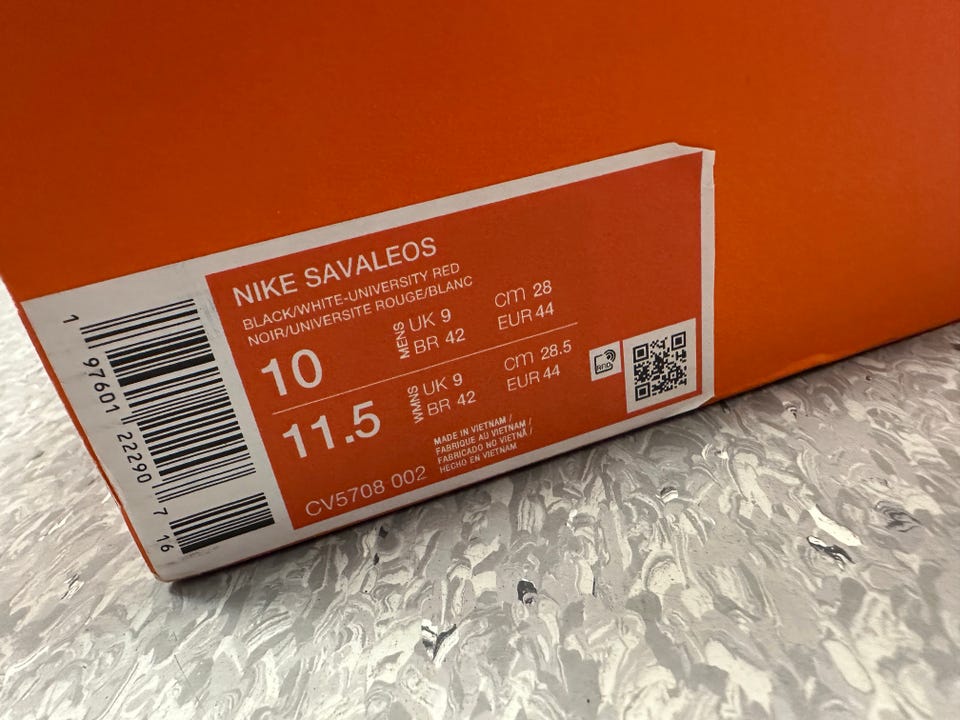 NIKE SAVALEOS
BLACK/WHITE-UNIVERSITY RED
NOIR/UNIVERSITE ROUGE/BLANC
10
MENS
UK 9
BR 42
cm 28
EUR 44
11.5
WMNS
UK 9
BR 42
cm 28.5
EUR 44
MADE IN VIETNAM /
FABRIQUE AU VIETNAM /
FABRICADO NO VIETNÃ /
HECHO EN VIETNAM
CV5708 002
1 97601 22290 7 16
RFID